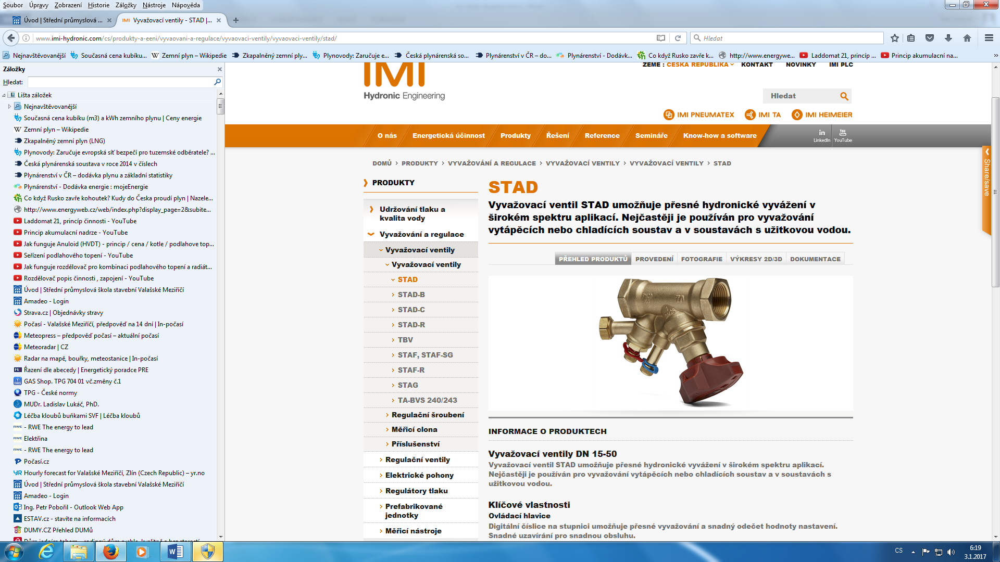 Soubor Úpravy Zobrazení Historie Záložky Nástroje Nápověda
Úvod | Střední průmyslová ...
Vyvažovací ventily - STAD |...
www.imi-hydronic.com/cs/produkty-a-eeni/vyvaovani-a-regulace/vyvaovaci-ventily/vyvaovaci-ventily/stad/
Hledat
Nejnavštěvovanější Současná cena kubíku... Zemní plyn – Wikipedie Zkapalněný zemní ply... Plynovody: Zaručuje e... Česká plynárenská so... Plynárenství v ČR – do... Plynárenství - Dodávk... Co když Rusko zavře k... http://www.energywe... Laddomat 21, princip ... Princip akumulační na...
Záložky
Hledat:
Lišta záložek
Nejnavštěvovanější
Současná cena kubíku (m3) a kWh zemního plynu | Ceny energie
Zemní plyn – Wikipedie
Zkapalněný zemní plyn (LNG)
Plynovody: Zaručuje evropská síť bezpečí pro tuzemské odběratele? ...
Česká plynárenská soustava v roce 2014 v číslech
Plynárenství v ČR – dodávka plynu a základní statistiky
Plynárenství - Dodávka energie : mojeEnergie
Co když Rusko zavře kohoutek? Kudy do Česka proudí plyn | Nazele...
http://www.energyweb.cz/web/index.php?display_page=2&subite...
Laddomat 21, princip činnosti - YouTube
Princip akumulacni nadrze - YouTube
Jak funguje Anuloid (HVDT) - princip / cena / kotle / podlahove top...
Seřízení podlahového topení - YouTube
Jak funguje rozdělovač pro kombinaci podlahového topení a radiát...
Rozdělovač popis činnosti , zapojení - YouTube
Úvod | Střední průmyslová škola stavební Valašské Meziříčí
Amadeo - Login
Strava.cz | Objednávky stravy
Počasí - Valašské Meziříčí, předpověď na 14 dní | In-počasí
Meteopress – předpověď počasí – aktuální počasí
Meteoradar | CZ
Radar na mapě, bouřky, meteostanice | In-počasí
Řazení dle abecedy | Energetický poradce PRE
GAS Shop. TPG 704 01 vč.změny č.1
TPG - České normy
MUDr. Ladislav Lukáč, PhD.
Léčba kloubů buňkami SVF | Léčba kloubů
- RWE The energy to lead
Elektřina
- RWE The energy to lead
Počasí.cz
Hourly forecast for Valašské Meziříčí, Zlín (Czech Republic) – yr.no
Úvod | Střední průmyslová škola stavební Valašské Meziříčí
Amadeo - Login
Ing. Petr Pobořil - Outlook Web App
ESTAV.cz - stavíte na informacích
DUMY.CZ Přehled DUMů
IMI
Hydronic Engineering
ZEMĚ : ČESKÁ REPUBLIKA KONTAKT NOVINKY IMI PLC
Hledat
IMI PNEUMATEX IMI TA IMI HEIMEIER
O nás Energetická účinnost Produkty Řešení Reference Semináře Know-how a software
LinkedIn YouTube
Share/save
DOMŮ > PRODUKTY > VYVAŽOVÁNÍ A REGULACE > VYVAŽOVACÍ VENTILY > VYVAŽOVACÍ VENTILY > STAD
PRODUKTY
Udržování tlaku a
kvalita vody
Vyvažování a regulace
Vyvažovací ventily
Vyvažovací ventily
STAD
STAD-B
STAD-C
STAD-R
TBV
STAF, STAF-SG
STAF-R
STAG
TA-BVS 240/243
Regulační šroubení
Měřicí clona
Příslušenství
Regulační ventily
Elektrické pohony
Regulátory tlaku
Prefabrikované
jednotky
Měřicí nástroje
STAD
Vyvažovací ventil STAD umožňuje přesné hydronické vyvážení v
širokém spektru aplikací. Nejčastěji je používán pro vyvažování
vytápěcích nebo chladících soustav a v soustavách s užitkovou vodou.
PŘEHLED PRODUKTŮ PROVEDENÍ FOTOGRAFIE VÝKRESY 2D/3D DOKUMENTACE
INFORMACE O PRODUKTECH
Vyvažovací ventily DN 15-50
Vyvažovací ventil STAD umožňuje přesné hydronické vyvážení v širokém spektru aplikací.
Nejčastěji je používán pro vyvažování vytápěcích nebo chladících soustav a v soustavách s
užitkovou vodou.
Klíčové vlastnosti
Ovládací hlavice
Digitální číslice na stupnici umožňuje přesné vyvažování a snadný odečet hodnoty nastavení.
Snadné uzavírání pro snadnou obsluhu.
CS
6:19
3.1.2017